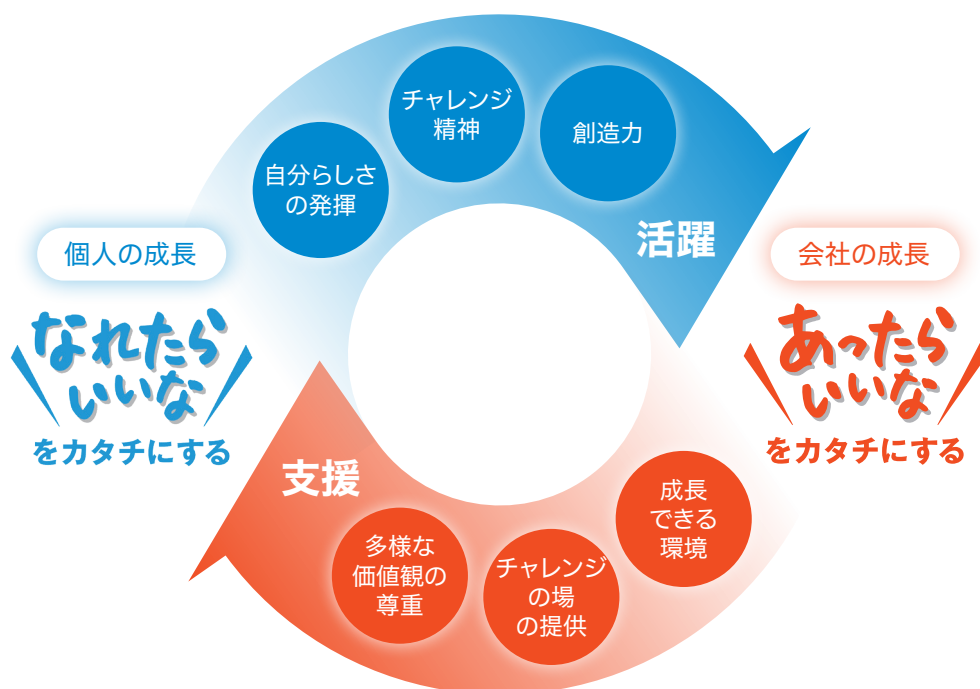 チャレンジ
精神
創造力
自分らしさ
の発揮
活躍
個人の成長
なれたら
いいな
をカタチにする
会社の成長
あったら
いいな
をカタチにする
支援
成長
できる
環境
多様な
価値観の
尊重
チャレンジ
の場
の提供